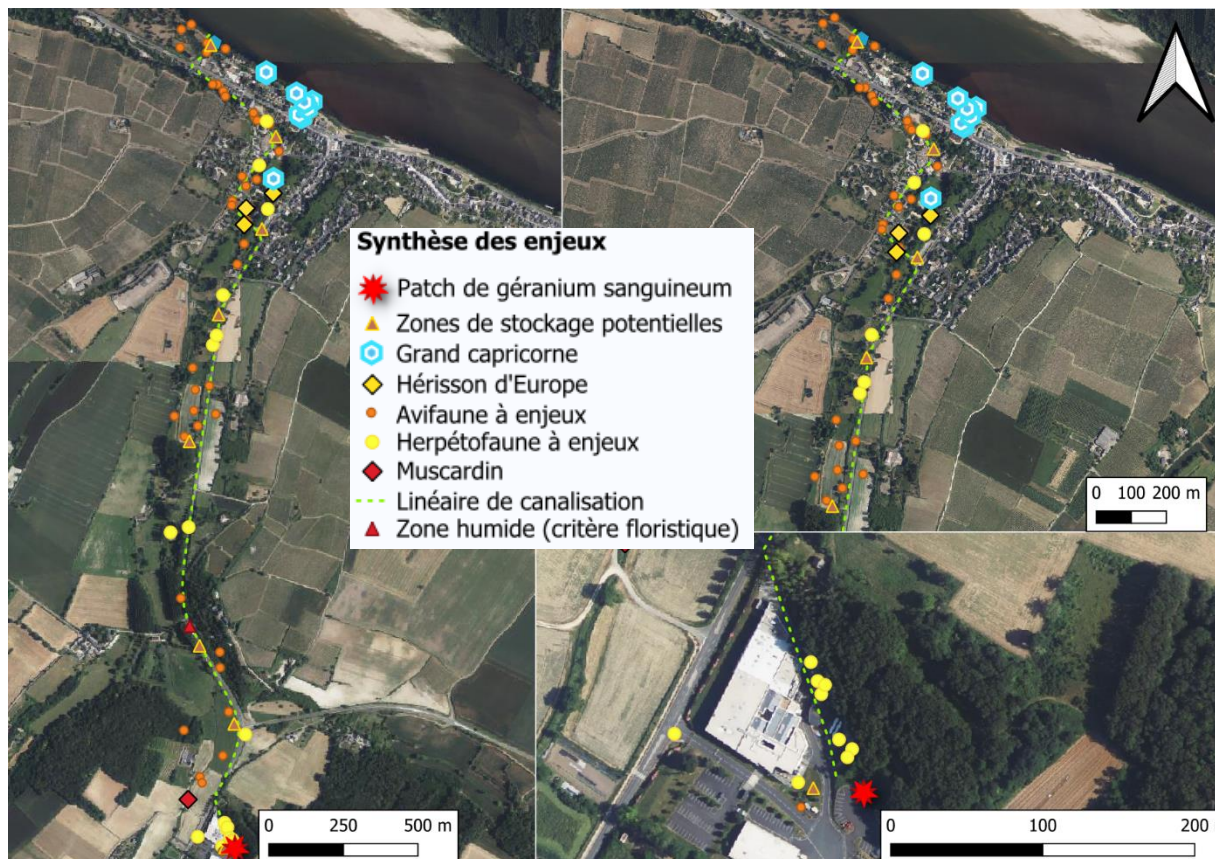 Synthèse des enjeux
Patch de géranium sanguineum
Zones de stockage potentielles
Grand capricorne
Hérisson d'Europe
Avifaune à enjeux
Herpétofaune à enjeux
Muscardin
Linéaire de canalisation
Zone humide (critère floristique)
0 100 200 m
0 250 500 m
0 100 200